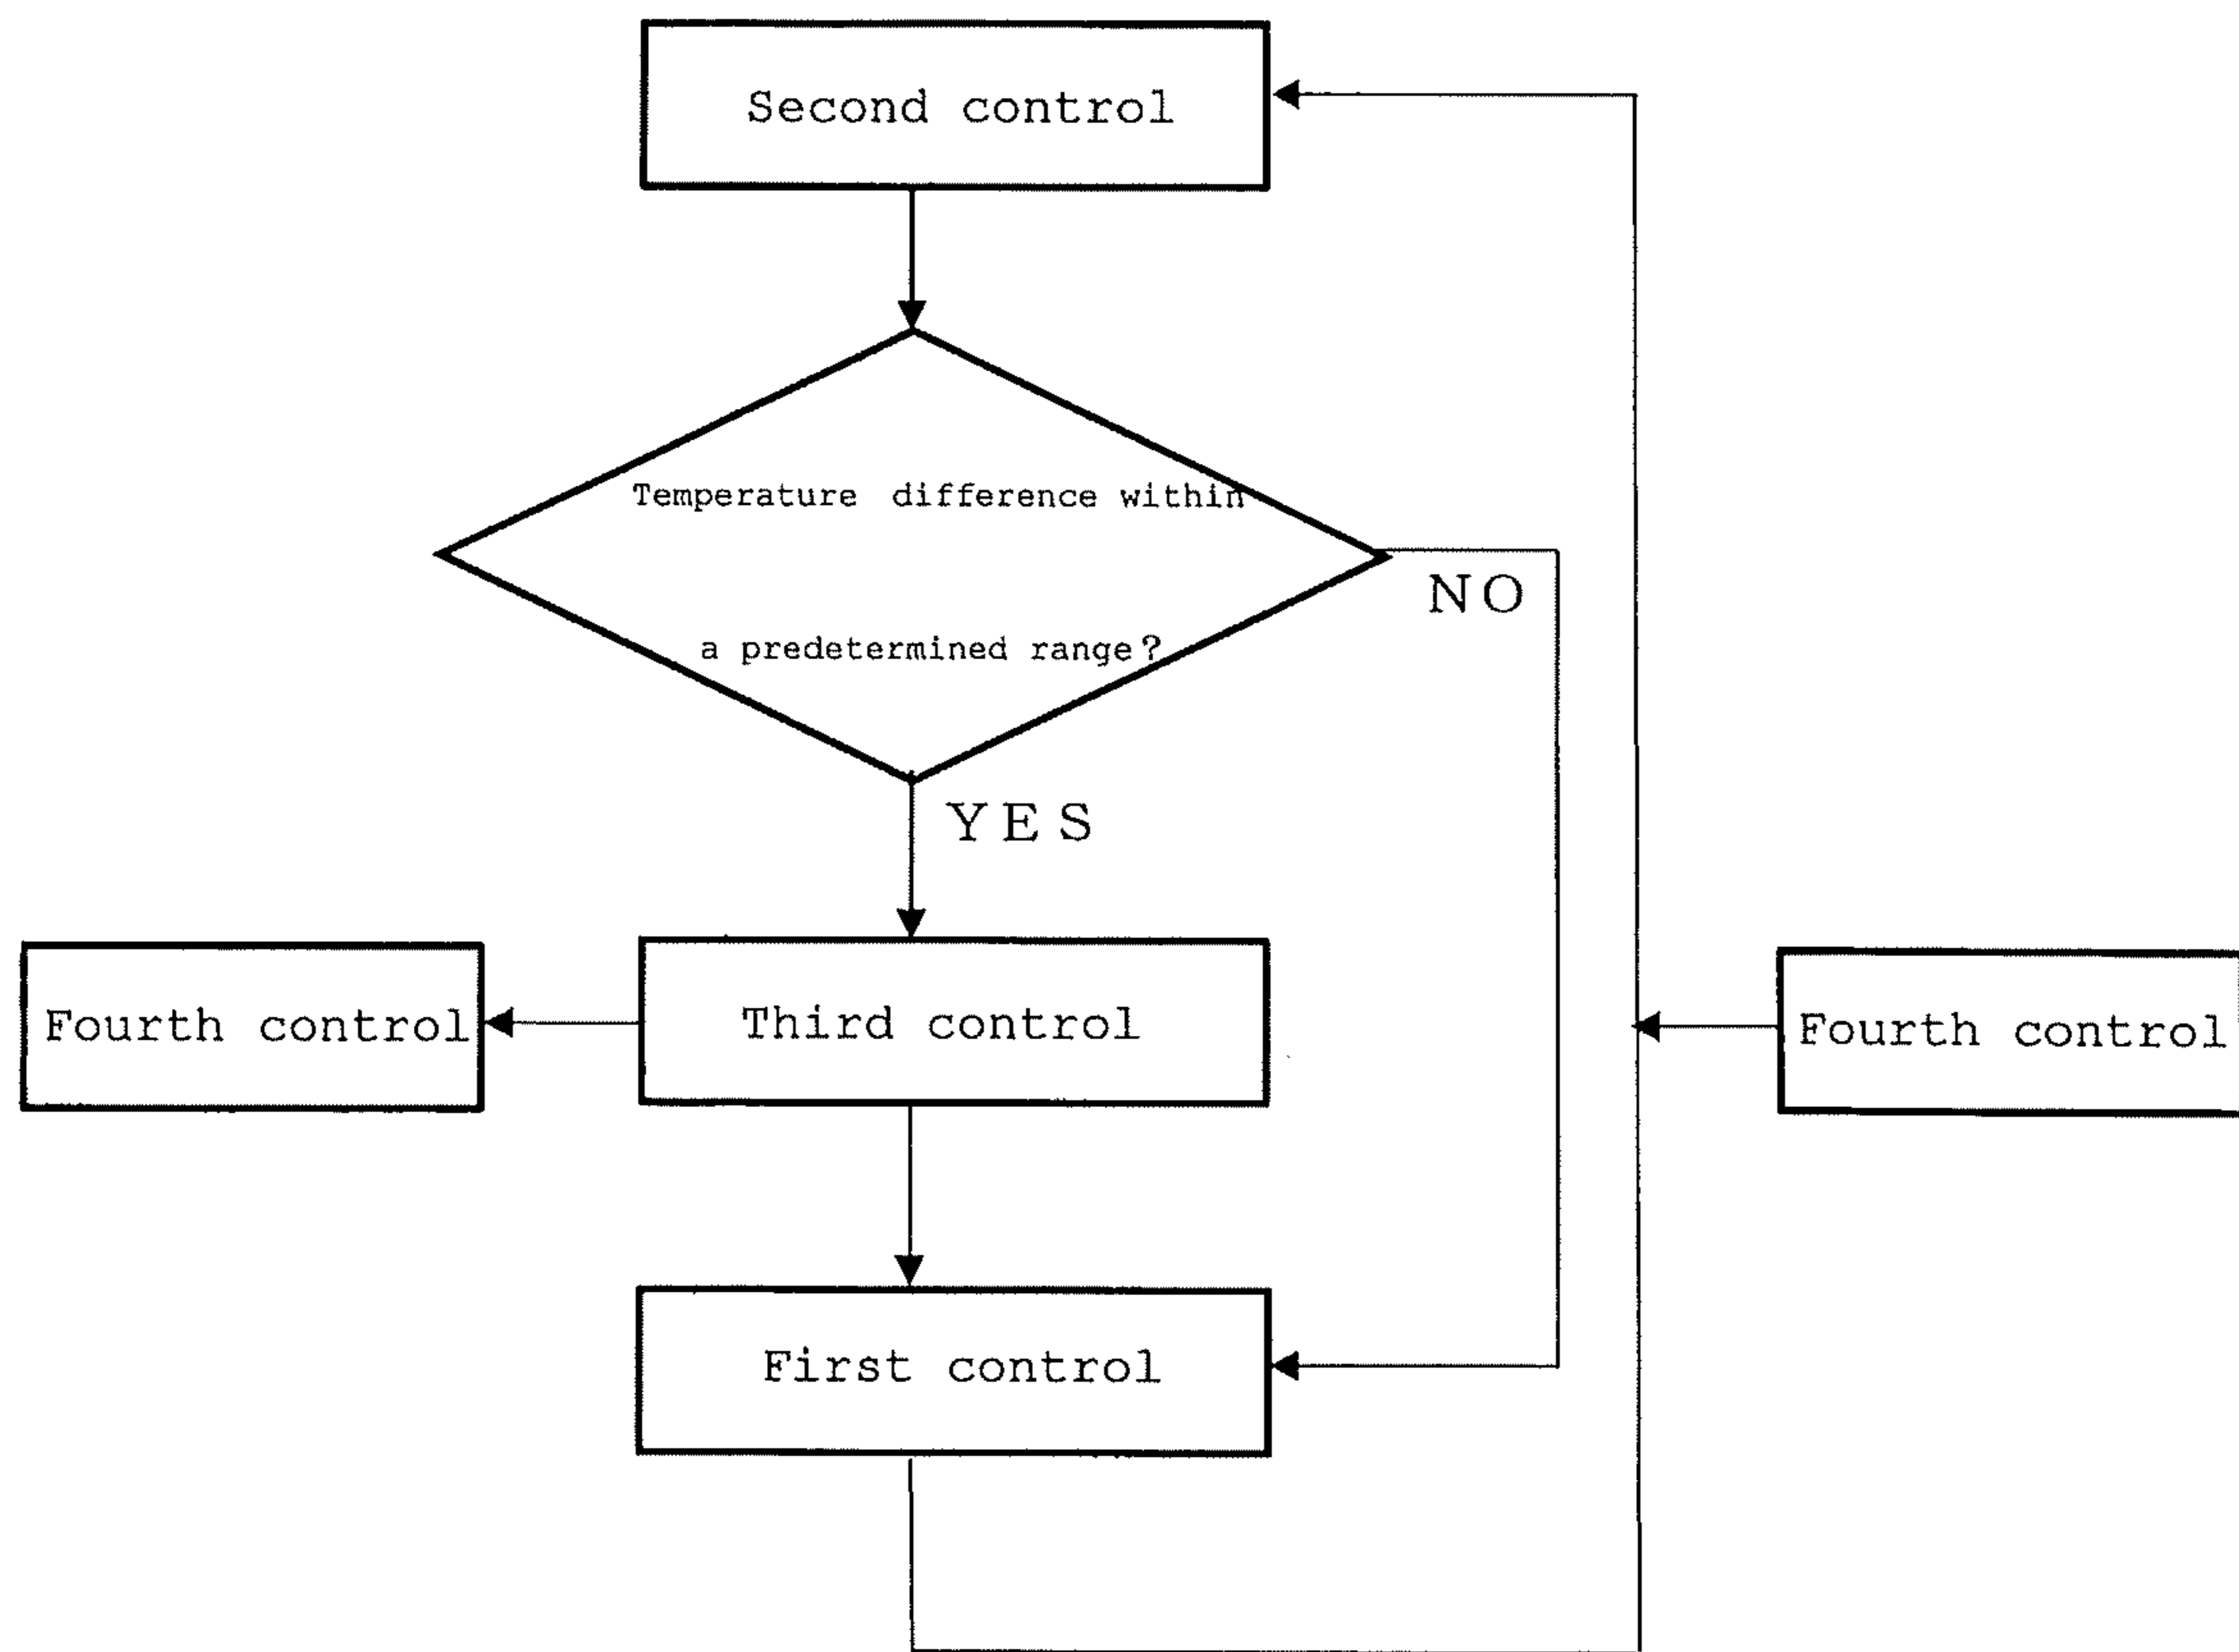 Second control
Temperature difference within
a predetermined range?
NO
YES
Fourth control
Third control
Fourth control
First control